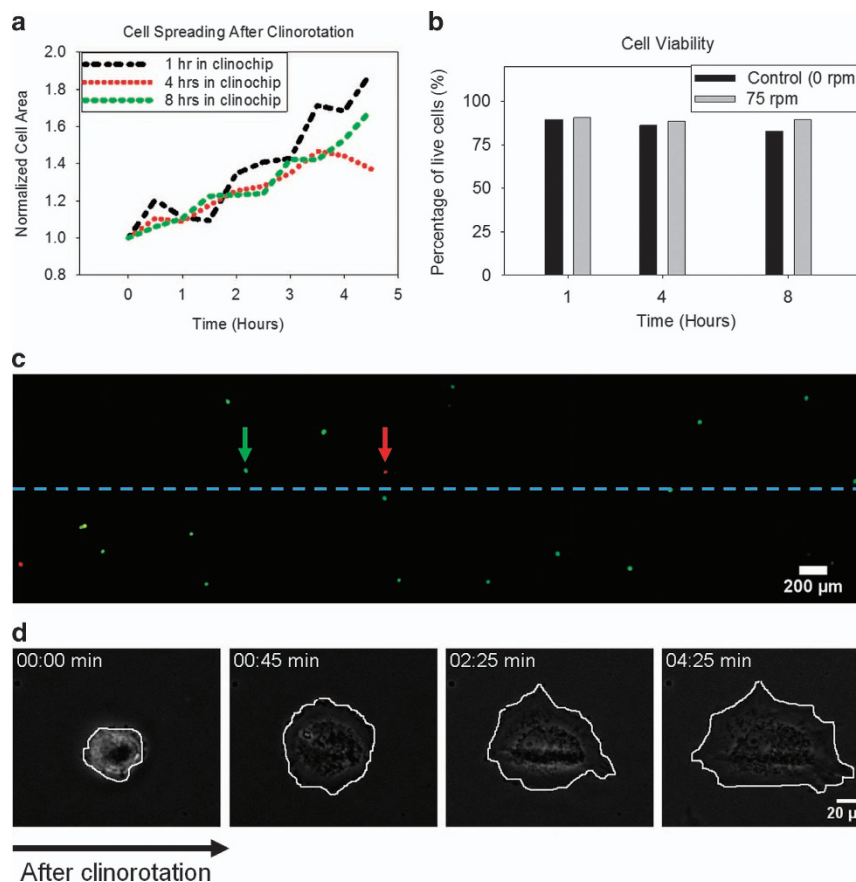 a
Cell Spreading After Clinorotation
2.0
1.8
1.6
1.4
1.2
1.0
0.8
Normalized Cell Area
1 hr in clinochip
4 hrs in clinochip
8 hrs in clinochip
0 1 2 3 4 5
Time (Hours)
b
Cell Viability
Control (0 rpm
75 rpm
100
75
50
25
0
Percentage of live cells (%)
1 4 8
Time (Hours)
c
200 µm
d
00:00 min
00:45 min
02:25 min
04:25 min
20 µ
After clinorotation